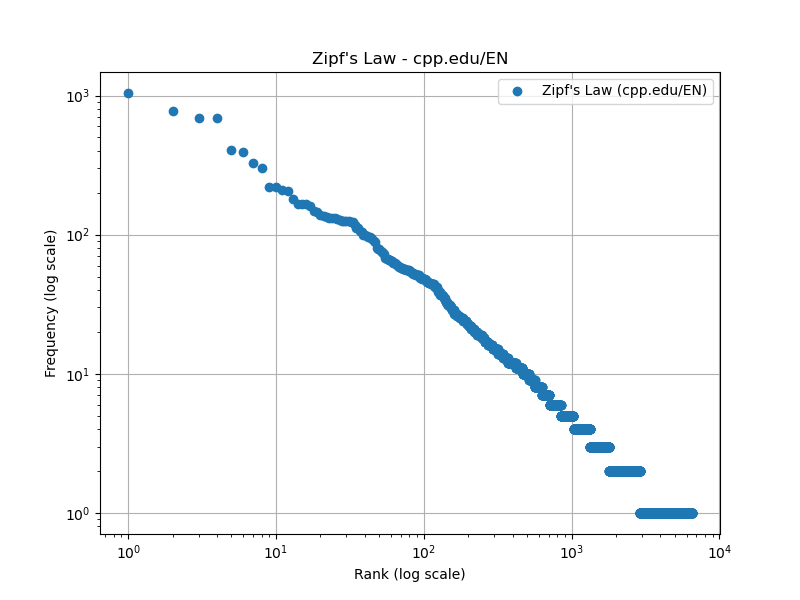 Zipf's Law - cpp.edu/EN
Zipf's Law (cpp.edu/EN)
Frequency (log scale)
10³
10²
10¹
10⁰
10⁰ 10¹ 10² 10³ 10⁴
Rank (log scale)